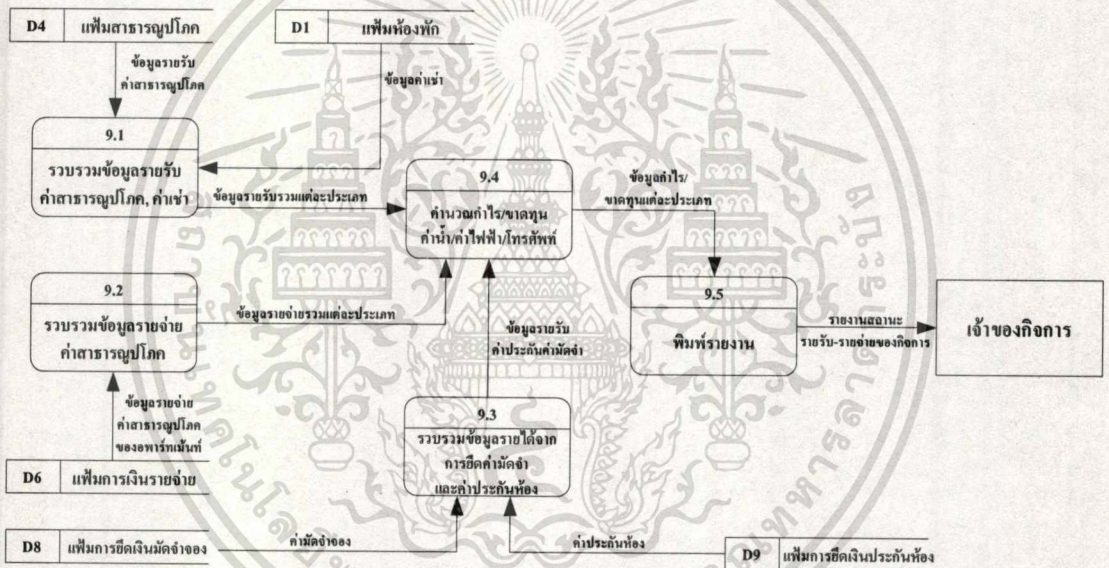 D4 แฟ้มสาธารณูปโภค
D1 แฟ้มห้องพัก
ข้อมูลรายรับ
ค่าสาธารณูปโภค
ข้อมูลค่าเช่า
9.1
รวบรวมข้อมูลรายรับ
ค่าสาธารณูปโภค, ค่าเช่า
ข้อมูลรายรับรวมแต่ละประเภท
9.4
คำนวณกำไร/ขาดทุน
ค่าน้ำ/ค่าไฟฟ้า/โทรศัพท์
ข้อมูลกำไร/
ขาดทุนแต่ละประเภท
9.2
รวบรวมข้อมูลรายจ่าย
ค่าสาธารณูปโภค
ข้อมูลรายจ่ายรวมแต่ละประเภท
ข้อมูลรายรับ
ค่าประกันค่ามัดจำ
9.5
พิมพ์รายงาน
รายงานสถานะ
รายรับ-รายจ่ายของกิจการ
เจ้าของกิจการ
ข้อมูลรายจ่าย
ค่าสาธารณูปโภค
ของอพาร์ทเม้นท์
9.3
รวบรวมข้อมูลรายได้จาก
การยึดค่ามัดจำ
และค่าประกันห้อง
D6 แฟ้มการเงินรายจ่าย
D8 แฟ้มการยึดเงินมัดจำจอง
ค่ามัดจำจอง
ค่าประกันห้อง
D9 แฟ้มการยึดเงินประกันห้อง